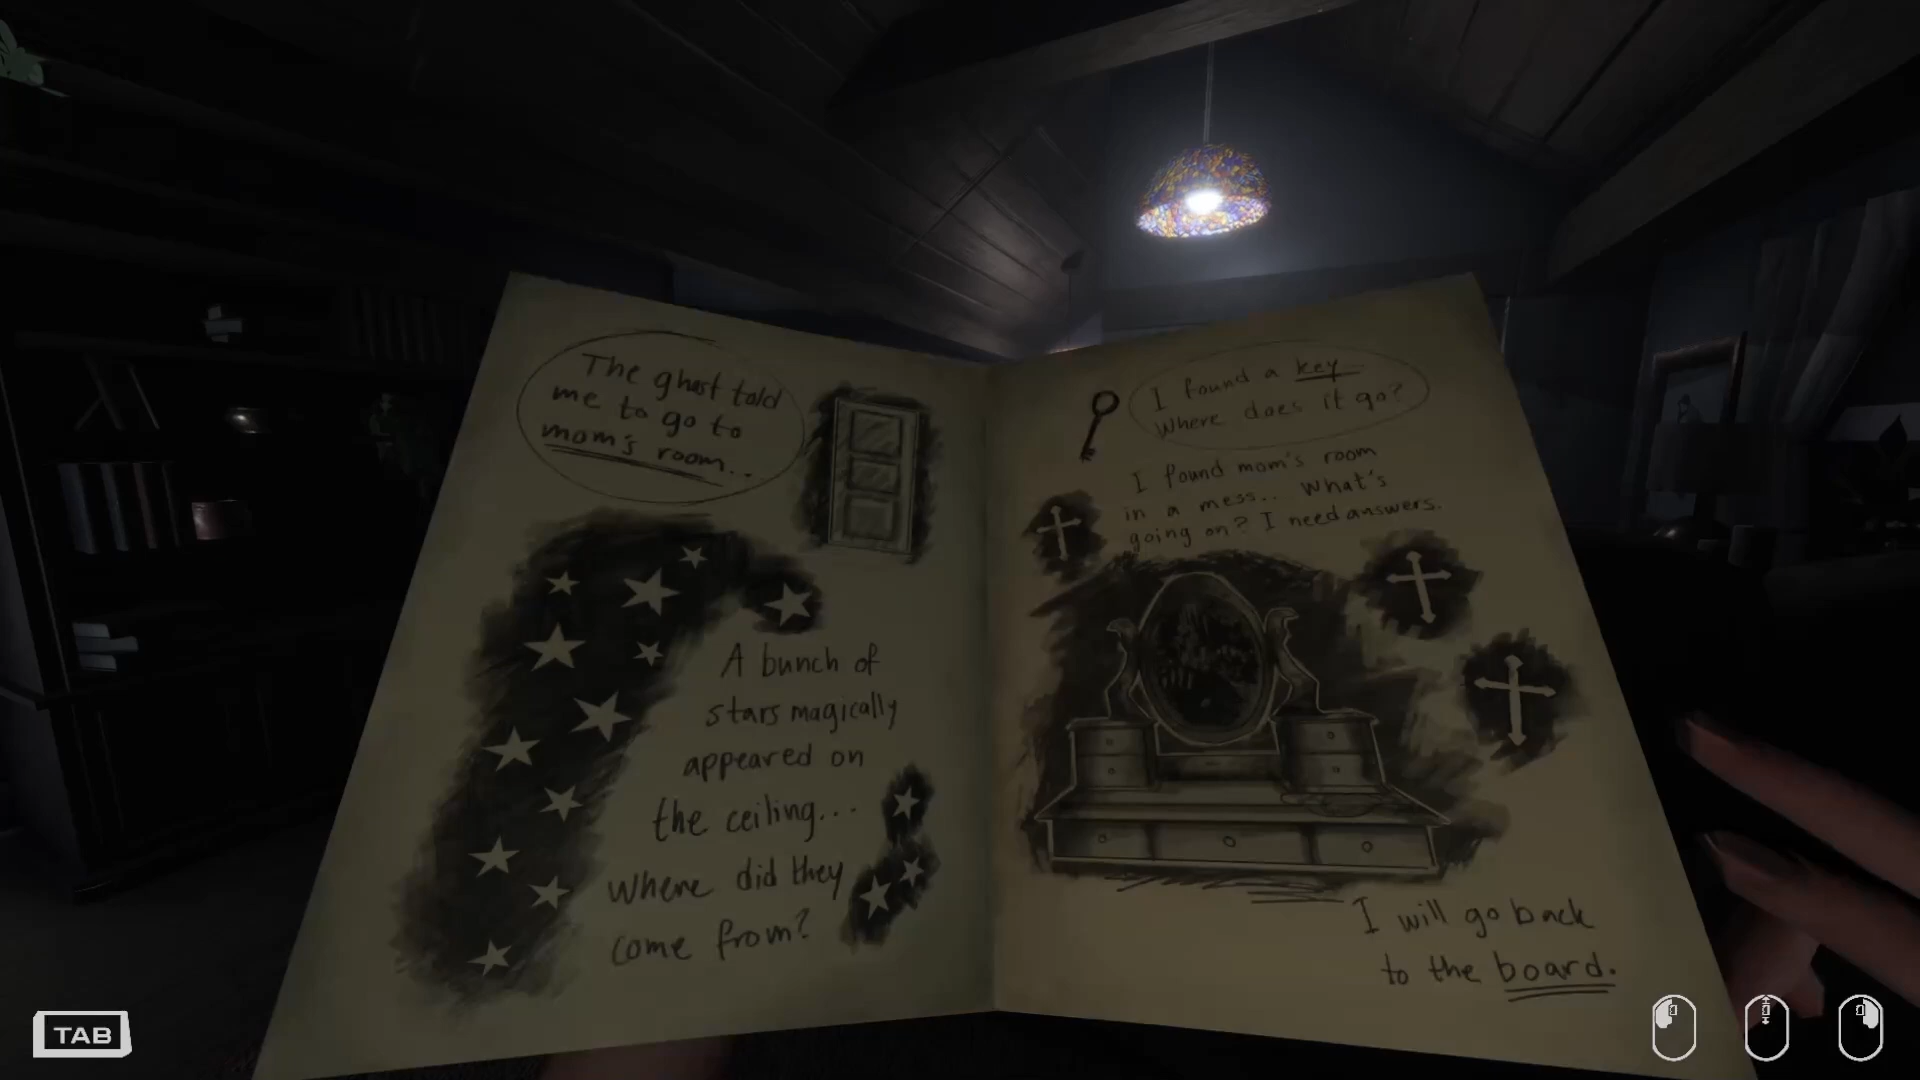 The ghost told
me to go to
mom's room..
A bunch of
stars magically
appeared on
the ceiling...
where did they
come from?
I found a key
Where does it go?
I found mom's room
in a mess.. What's
going on? I need answers.
I will go back
to the board.
TAB